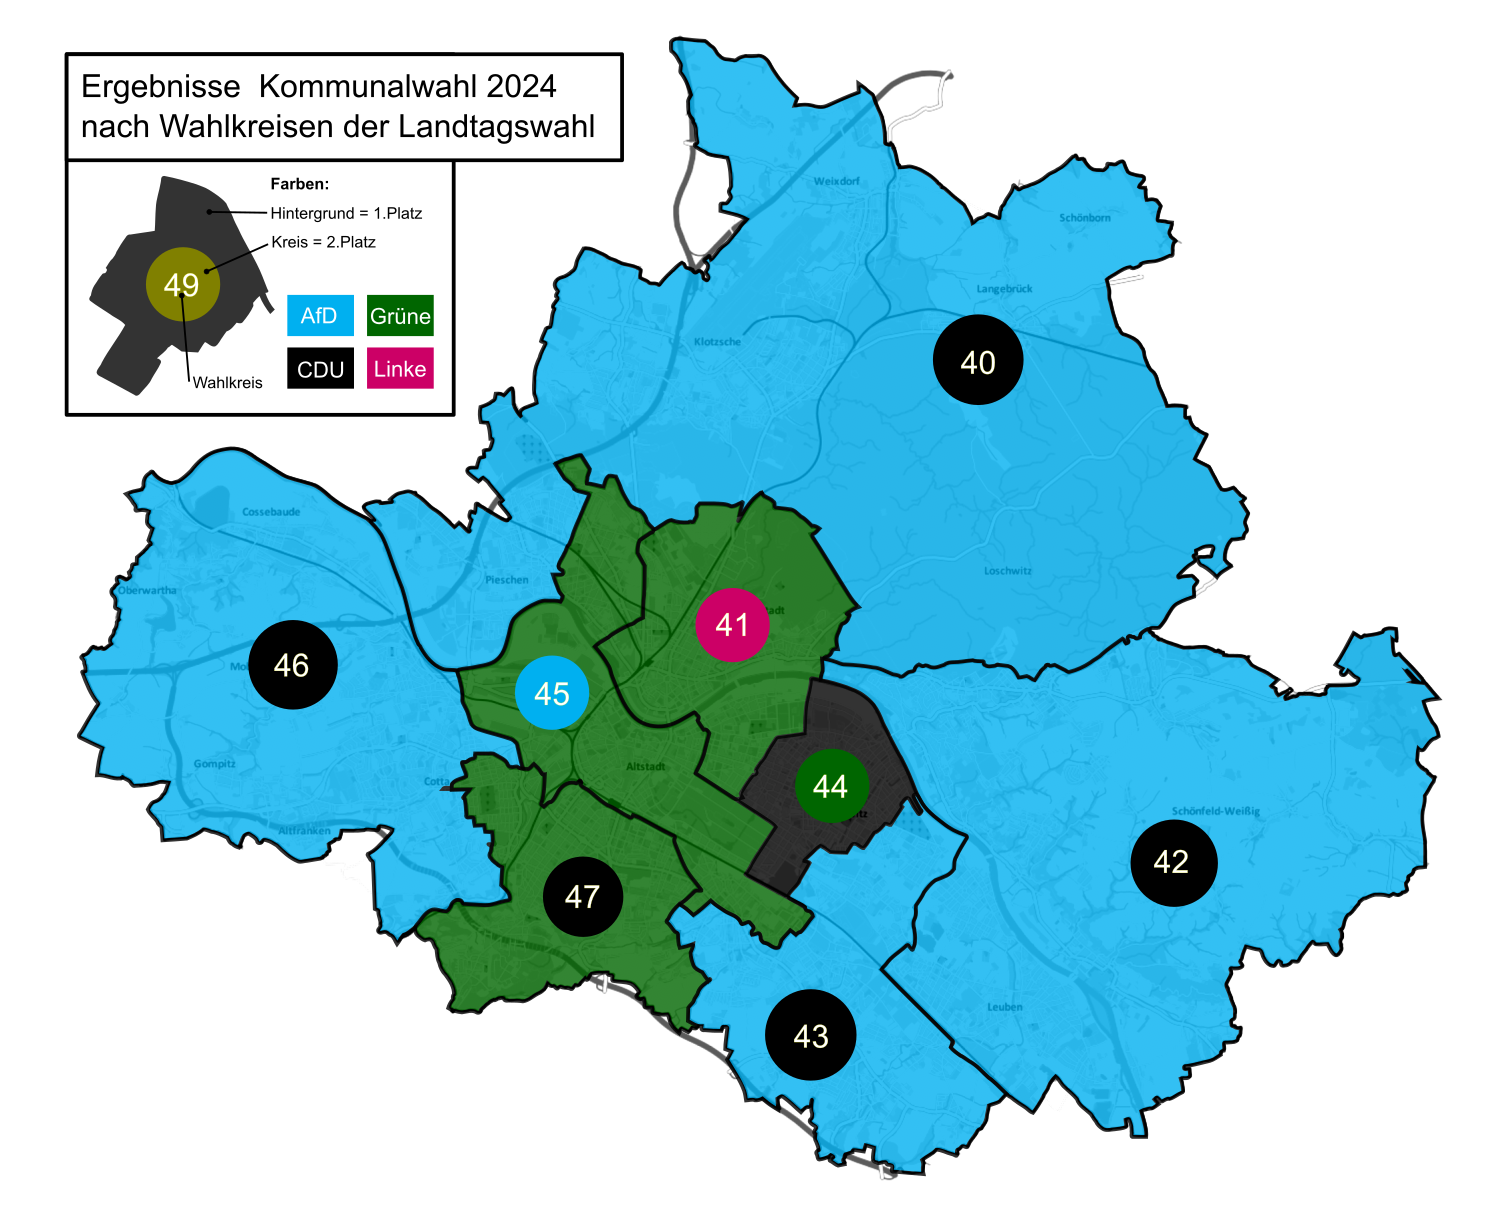 Ergebnisse  Kommunalwahl 2024
nach Wahlkreisen der Landtagswahl
Farben:
Hintergrund = 1.Platz
Kreis = 2.Platz
49
AfD
Grüne
CDU
Linke
Wahlkreis
Weixdorf
Schönborn
Langebrück
Klotzsche
40
Cossebaude
Loschwitz
Pieschen
Oberwartha
41
46
45
Altstadt
Gompitz
Cotta
44
Schönfeld-Weißig
Altfranken
42
47
Leuben
43